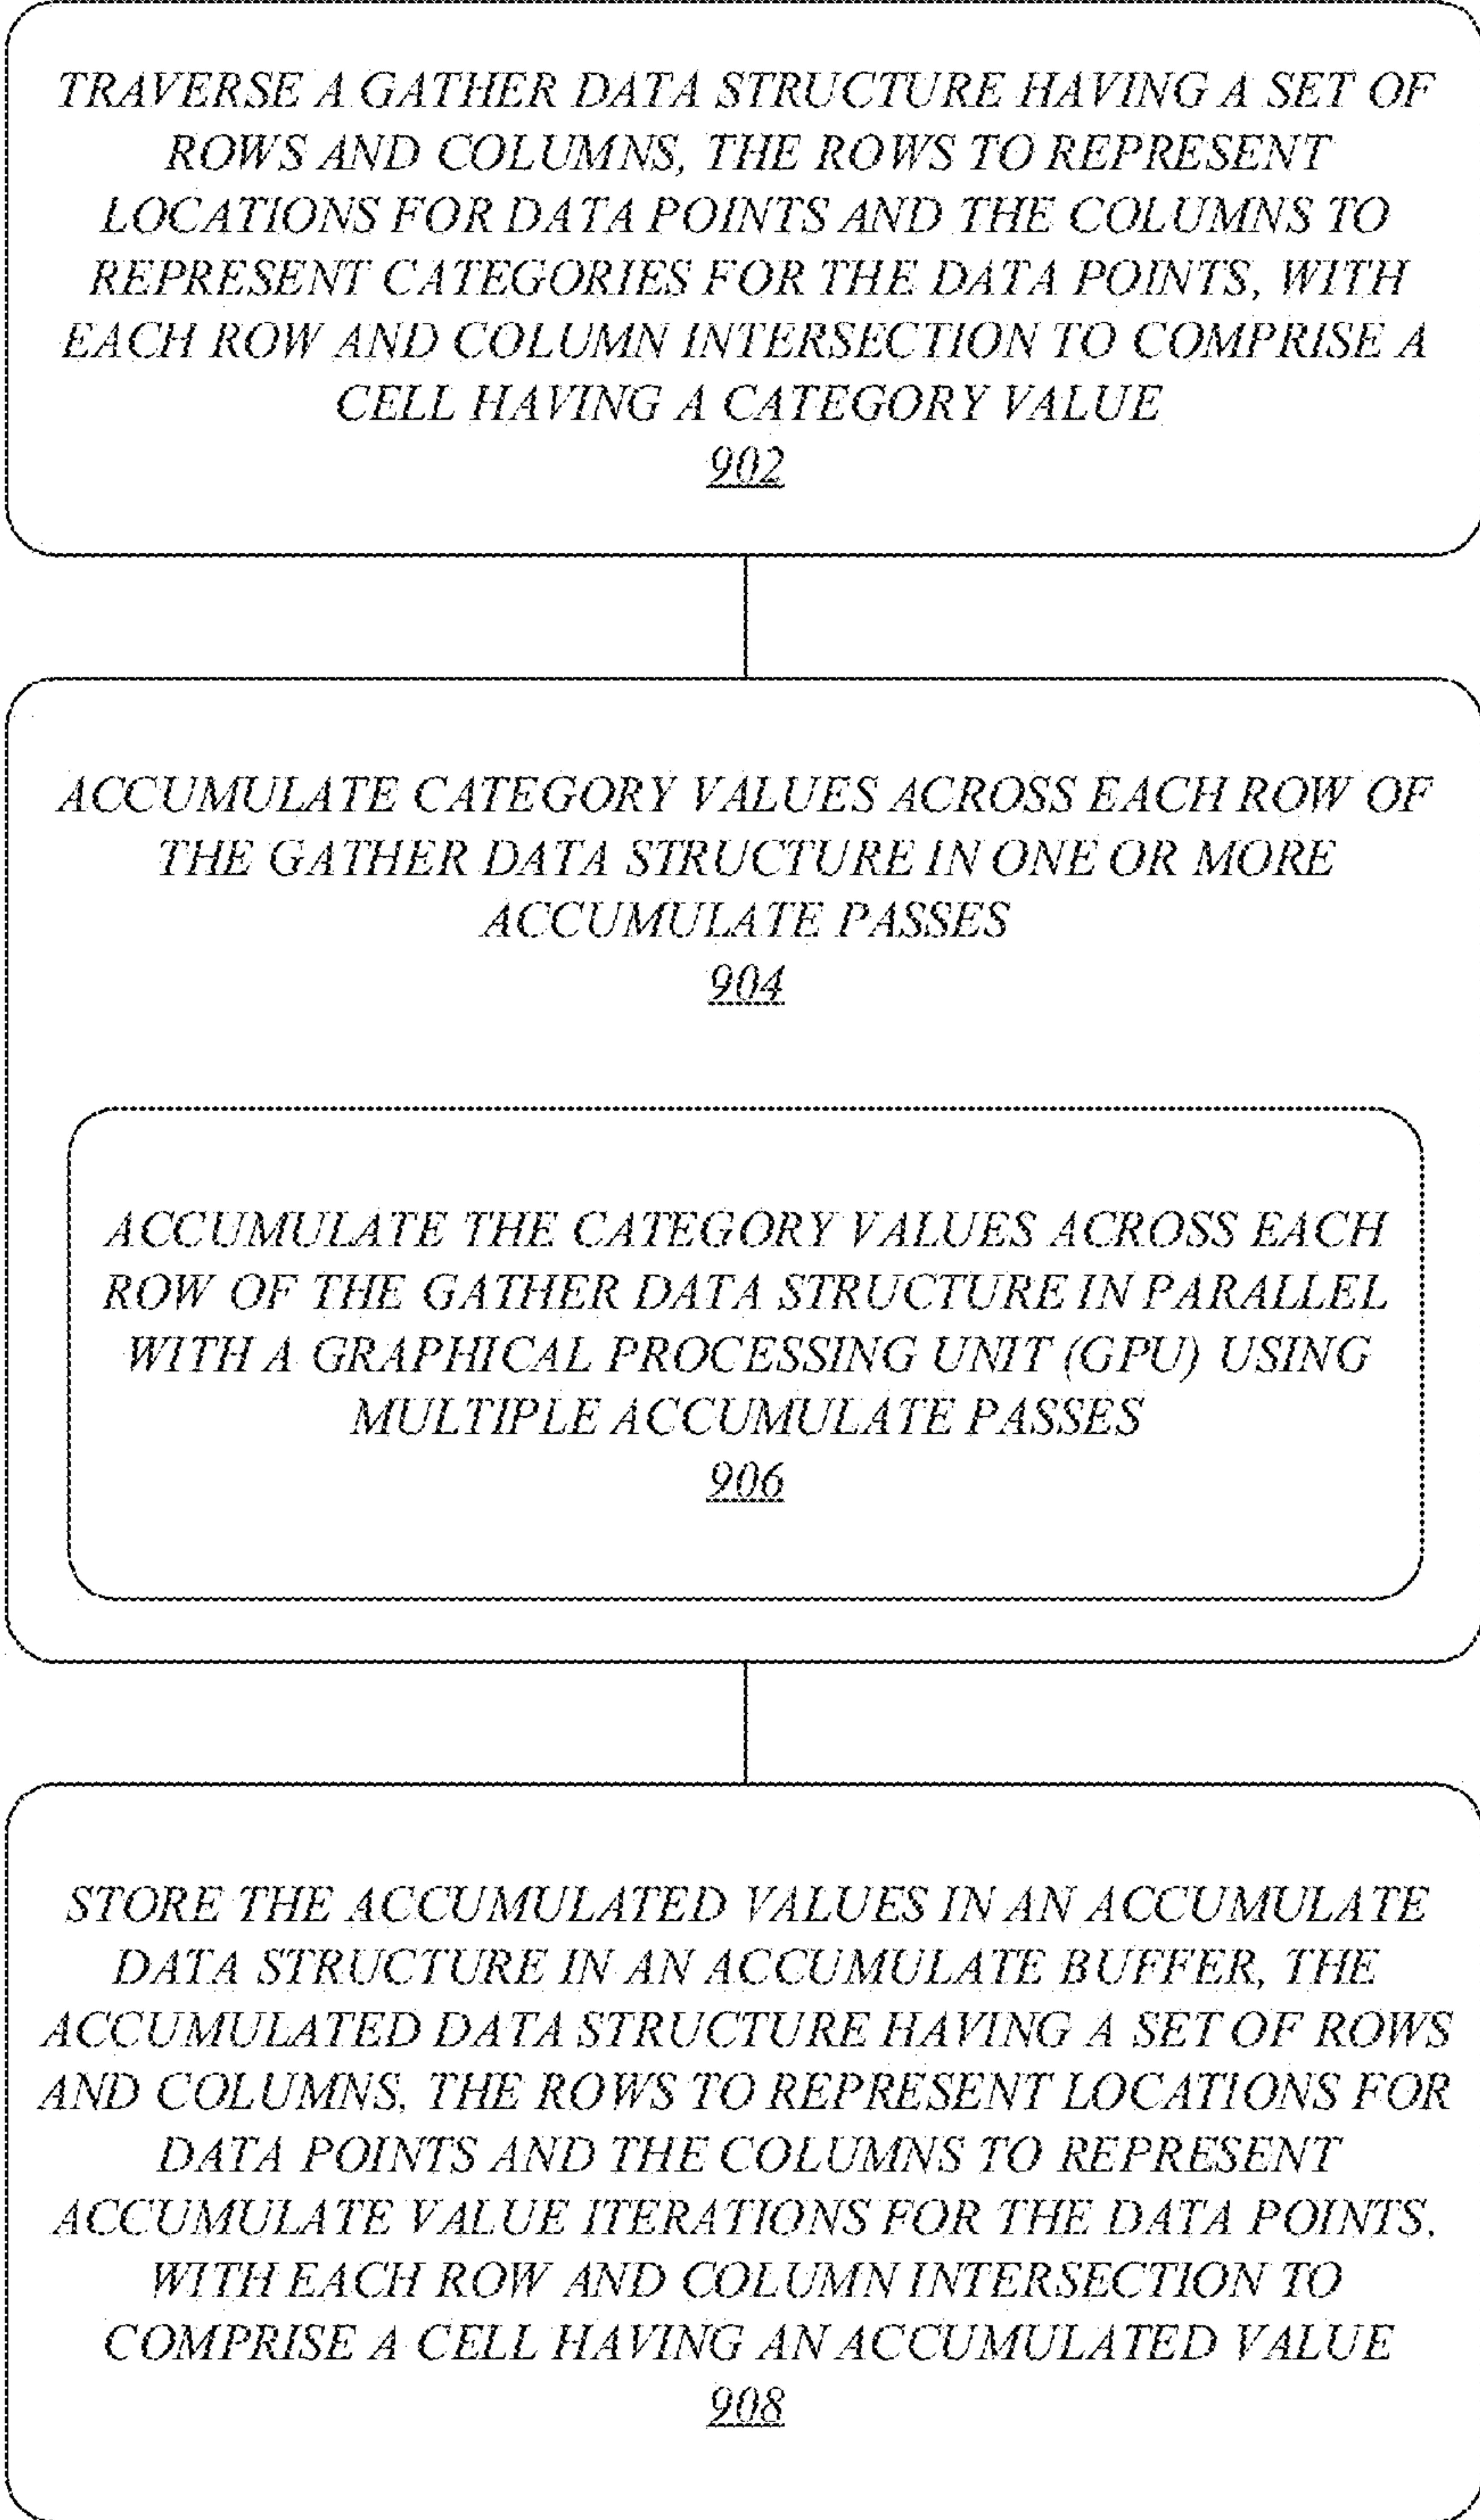 TRAVERSE A GATHER DATA STRUCTURE HAVING A SET OF
ROWS AND COLUMNS, THE ROWS TO REPRESENT
LOCATIONS FOR DATA POINTS AND THE COLUMNS TO
REPRESENT CATEGORIES FOR THE DATA POINTS, WITH
EACH ROW AND COLUMN INTERSECTION TO COMPRISE A
CELL HAVING A CATEGORY VALUE
902
ACCUMULATE CATEGORY VALUES ACROSS EACH ROW OF
THE GATHER DATA STRUCTURE IN ONE OR MORE
ACCUMULATE PASSES
904
ACCUMULATE THE CATEGORY VALUES ACROSS EACH
ROW OF THE GATHER DATA STRUCTURE IN PARALLEL
WITH A GRAPHICAL PROCESSING UNIT (GPU) USING
MULTIPLE ACCUMULATE PASSES
906
STORE THE ACCUMULATED VALUES IN AN ACCUMULATE
DATA STRUCTURE IN AN ACCUMULATE BUFFER, THE
ACCUMULATED DATA STRUCTURE HAVING A SET OF ROWS
AND COLUMNS, THE ROWS TO REPRESENT LOCATIONS FOR
DATA POINTS AND THE COLUMNS TO REPRESENT
ACCUMULATE VALUE ITERATIONS FOR THE DATA POINTS,
WITH EACH ROW AND COLUMN INTERSECTION TO
COMPRISE A CELL HAVING AN ACCUMULATED VALUE
908